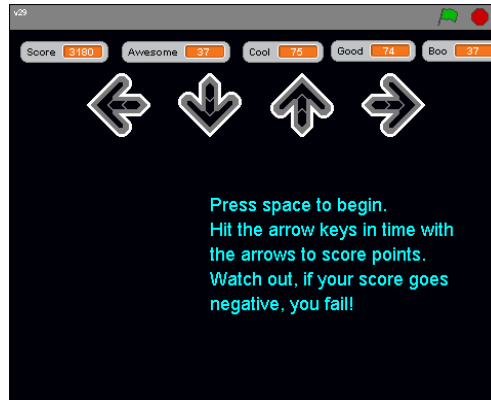 v29
Score 3180 Awesome 37 Cool 75 Good 74 Boo 37
Press space to begin.
Hit the arrow keys in time with
the arrows to score points.
Watch out, if your score goes
negative, you fail!